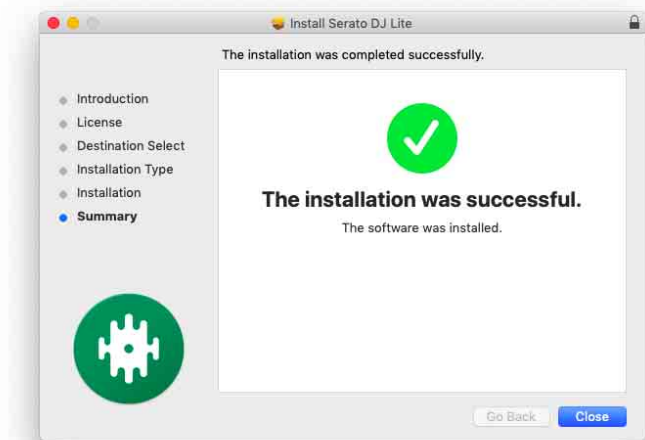 Install Serato DJ Lite
The installation was completed successfully.
Introduction
License
Destination Select
Installation Type
Installation
Summary
The installation was successful.
The software was installed.
Go Back
Close